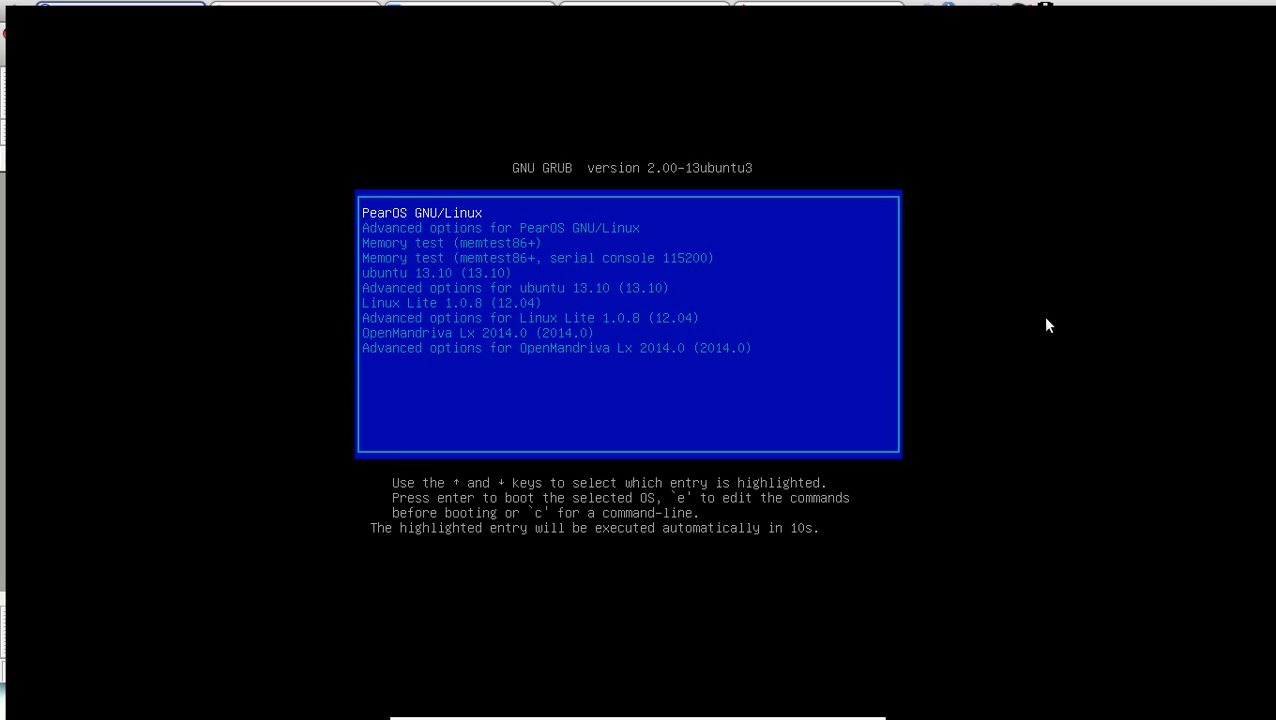 GNU GRUB  version 2.00-13ubuntu3
PearOS GNU/Linux
Advanced options for PearOS GNU/Linux
Memory test (memtest86+)
Memory test (memtest86+, serial console 115200)
ubuntu 13.10 (13.10)
Advanced options for ubuntu 13.10 (13.10)
Linux Lite 1.0.8 (12.04)
Advanced options for Linux Lite 1.0.8 (12.04)
OpenMandriva Lx 2014.0 (2014.0)
Advanced options for OpenMandriva Lx 2014.0 (2014.0)
Use the ↑ and ↓ keys to select which entry is highlighted.
Press enter to boot the selected OS, `e' to edit the commands
before booting or `c' for a command-line.
The highlighted entry will be executed automatically in 10s.